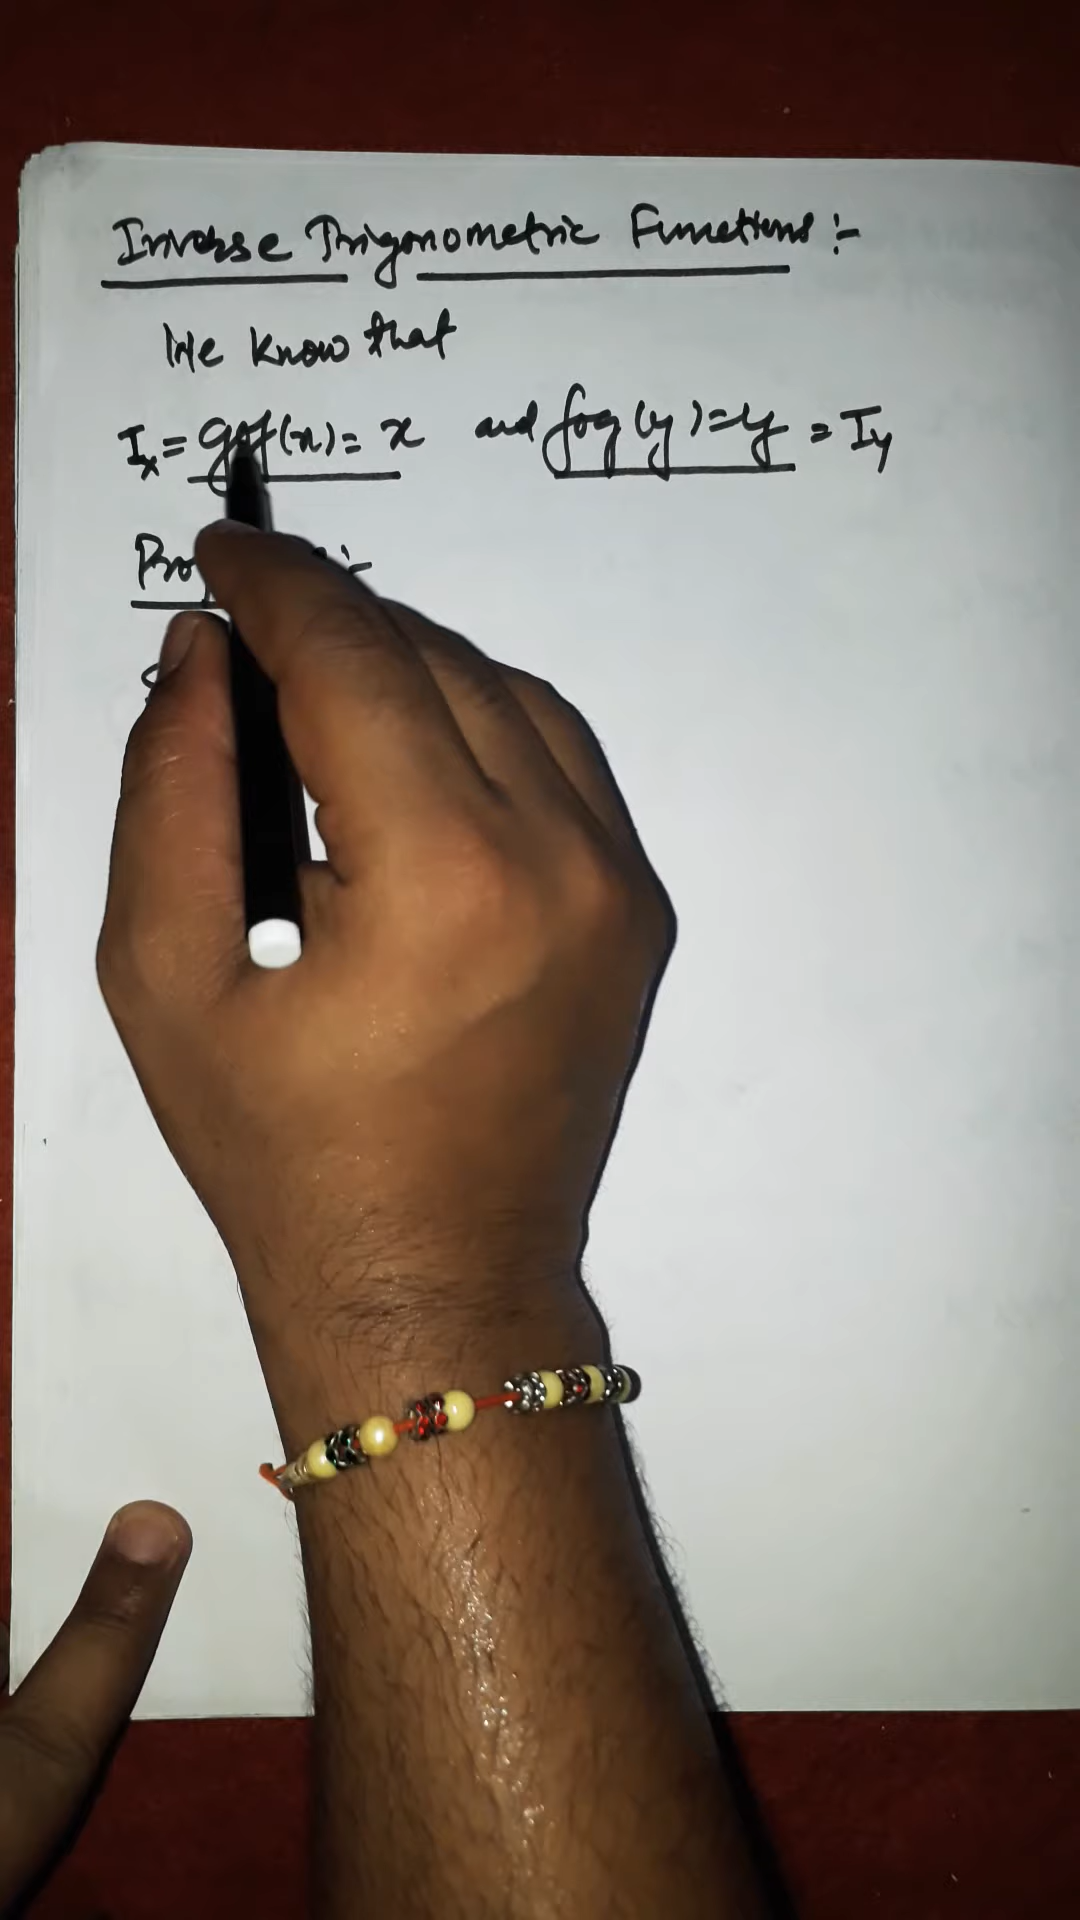 Inverse Trigonometric Functions :-
We know that
Ix = gof(x) = x and fog(y) = y = Iy